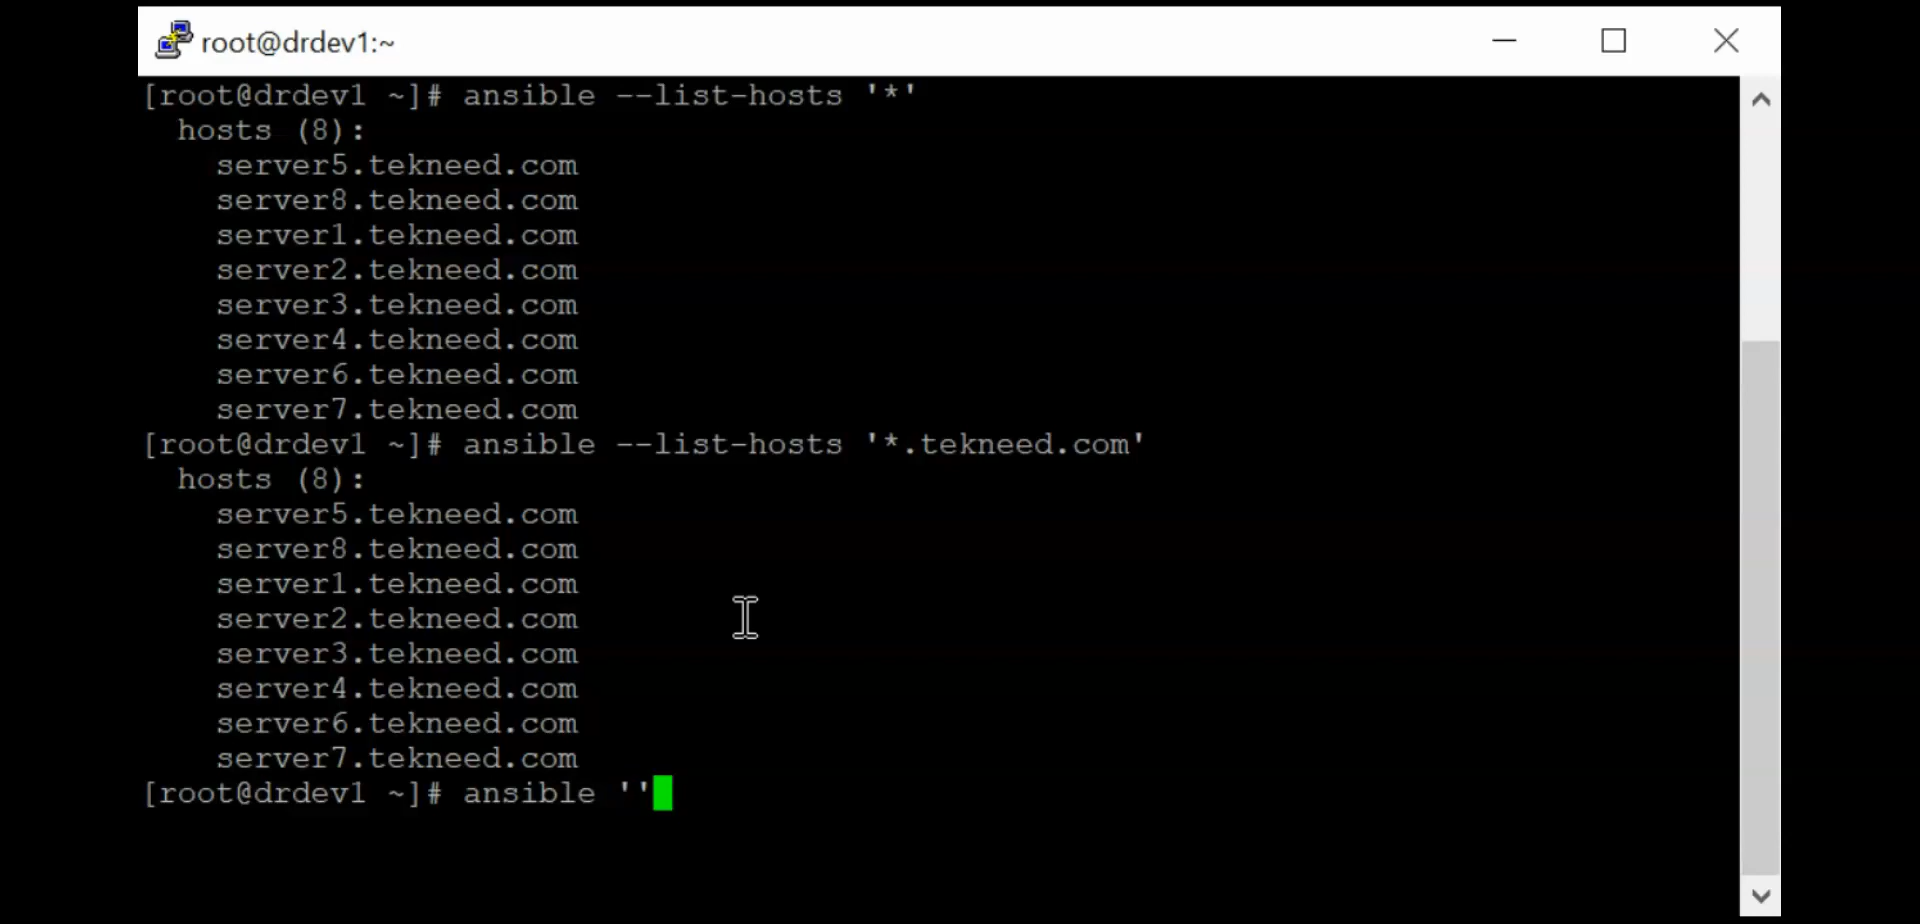 root@drdev1:~
[root@drdev1 ~]# ansible --list-hosts '*'
  hosts (8):
    server5.tekneed.com
    server8.tekneed.com
    server1.tekneed.com
    server2.tekneed.com
    server3.tekneed.com
    server4.tekneed.com
    server6.tekneed.com
    server7.tekneed.com
[root@drdev1 ~]# ansible --list-hosts '*.tekneed.com'
  hosts (8):
    server5.tekneed.com
    server8.tekneed.com
    server1.tekneed.com
    server2.tekneed.com
    server3.tekneed.com
    server4.tekneed.com
    server6.tekneed.com
    server7.tekneed.com
[root@drdev1 ~]# ansible ''